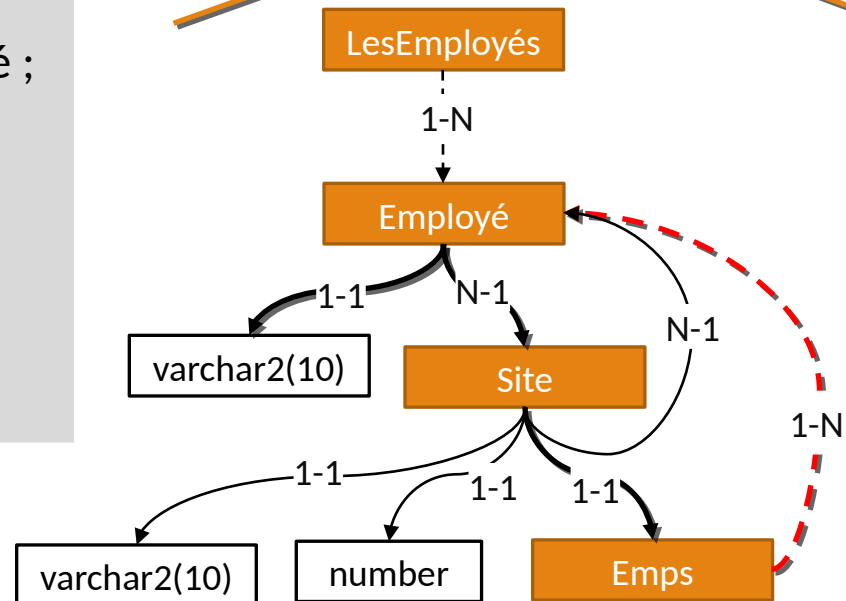 LesEmployés
é ;
1-N
Employé
1-1
N-1
N-1
varchar2(10)
Site
1-N
1-1
1-1
1-1
varchar2(10)
number
Emps